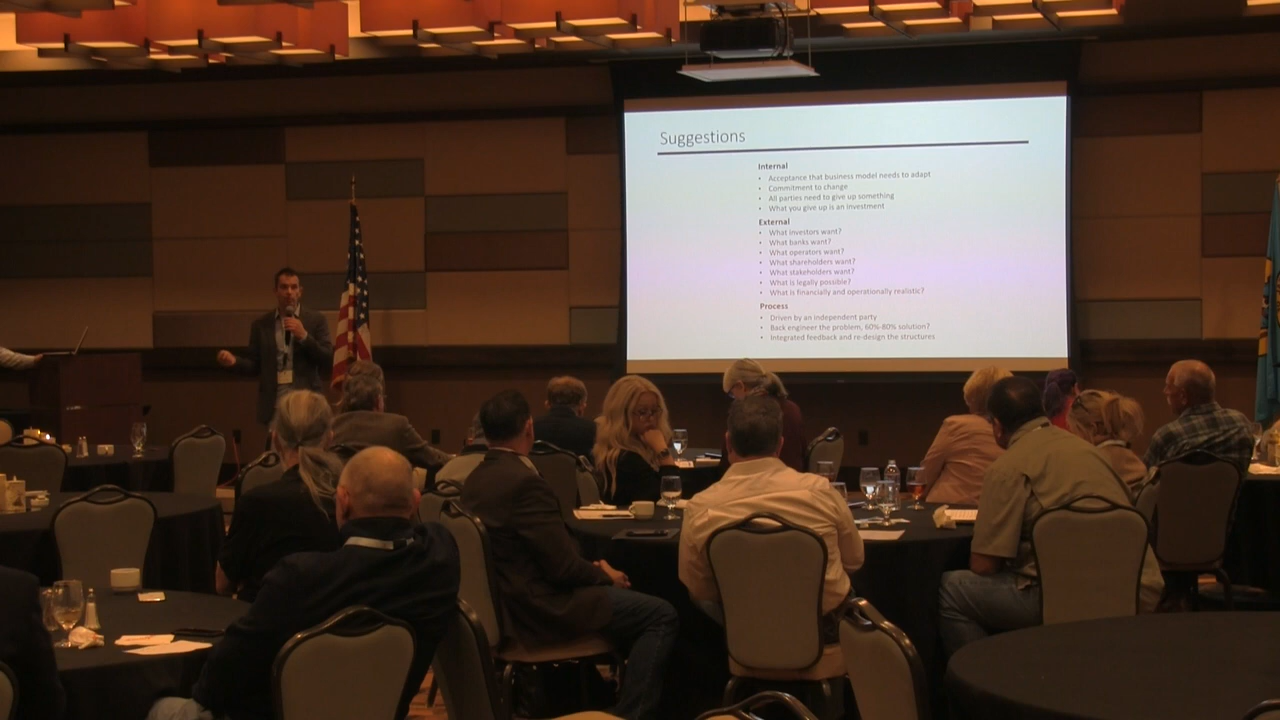 Suggestions
Internal
• Acceptance that business model needs to adapt
• Commitment to change
• All parties need to give up something
• What you give up is an investment
External
• What investors want?
• What banks want?
• What operators want?
• What shareholders want?
• What stakeholders want?
• What is legally possible?
• What is financially and operationally realistic?
Process
• Driven by an independent party
• Back engineer the problem, 60%-80% solution?
• Integrated feedback and re-design the structures